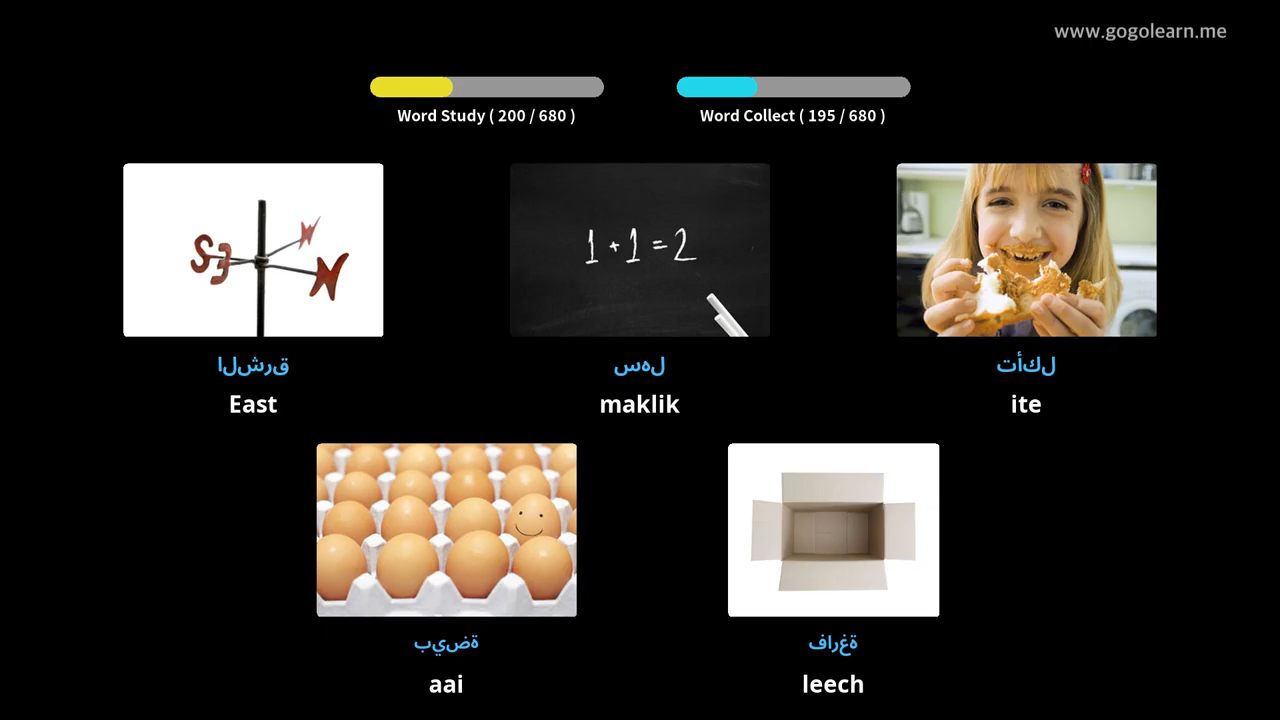 www.gogolearn.me
Word Study ( 200 / 680 )
Word Collect ( 195 / 680 )
S E N
1 + 1 = 2
الشرق
سهل
تأكل
East
maklik
ite
بيضة
فارغة
aai
leech